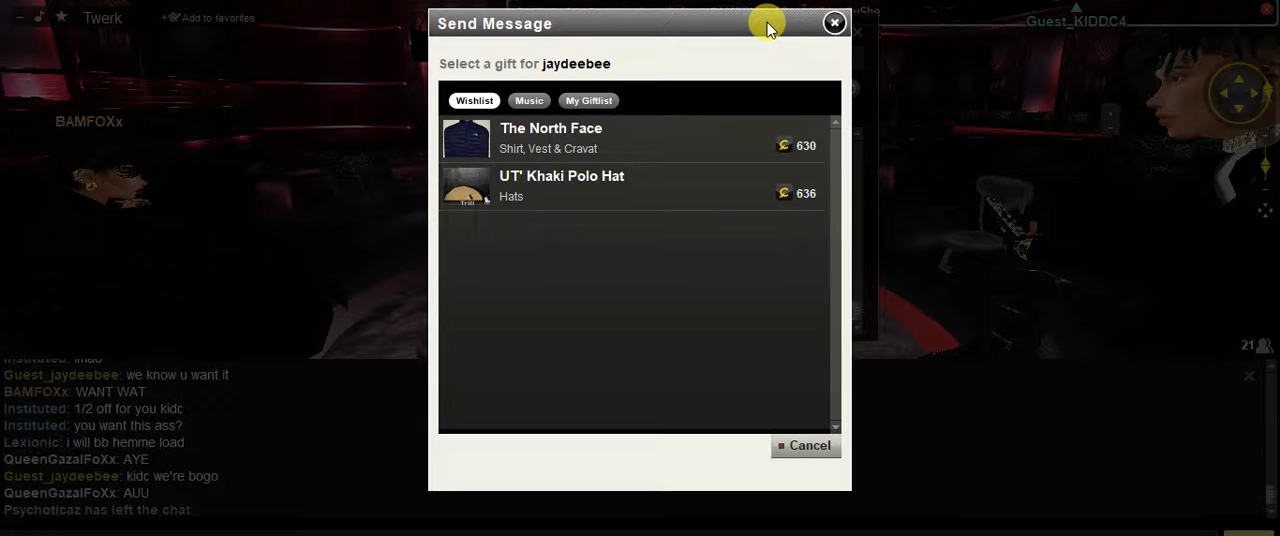 Send Message
Twerk
Add to favorites
Guest_KIDDC4
Select a gift for jaydeebee
Wishlist Music My Giftlist
BAMFOXx
The North Face
Shirt, Vest & Cravat
630
UT' Khaki Polo Hat
Hats
636
Trill
21
Instituted: lmao
Guest_jaydeebee: we know u want it
BAMFOXx: WANT WAT
Instituted: 1/2 off for you kidc
Instituted: you want this ass?
Lexionic: i will bb hemme load
QueenGazalFoXx: AYE
Guest_jaydeebee: kidc we're bogo
QueenGazalFoXx: AUU
Psychoticaz has left the chat
Cancel